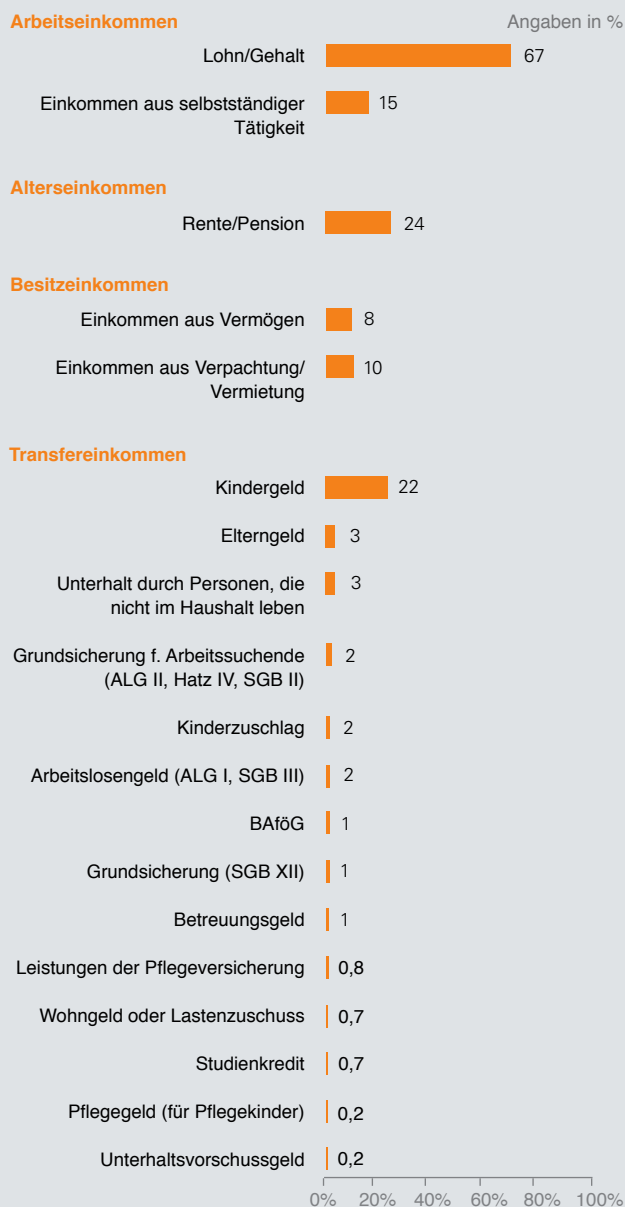 Arbeitseinkommen
Angaben in %
Lohn/Gehalt 67
Einkommen aus selbstständiger 15
Tätigkeit
Alterseinkommen
Rente/Pension 24
Besitzeinkommen
Einkommen aus Vermögen 8
Einkommen aus Verpachtung/ 10
Vermietung
Transfereinkommen
Kindergeld 22
Elterngeld 3
Unterhalt durch Personen, die 3
nicht im Haushalt leben
Grundsicherung f. Arbeitssuchende 2
(ALG II, Hatz IV, SGB II)
Kinderzuschlag 2
Arbeitslosengeld (ALG I, SGB III) 2
BAföG 1
Grundsicherung (SGB XII) 1
Betreuungsgeld 1
Leistungen der Pflegeversicherung 0,8
Wohngeld oder Lastenzuschuss 0,7
Studienkredit 0,7
Pflegegeld (für Pflegekinder) 0,2
Unterhaltsvorschussgeld 0,2
0% 20% 40% 60% 80% 100%